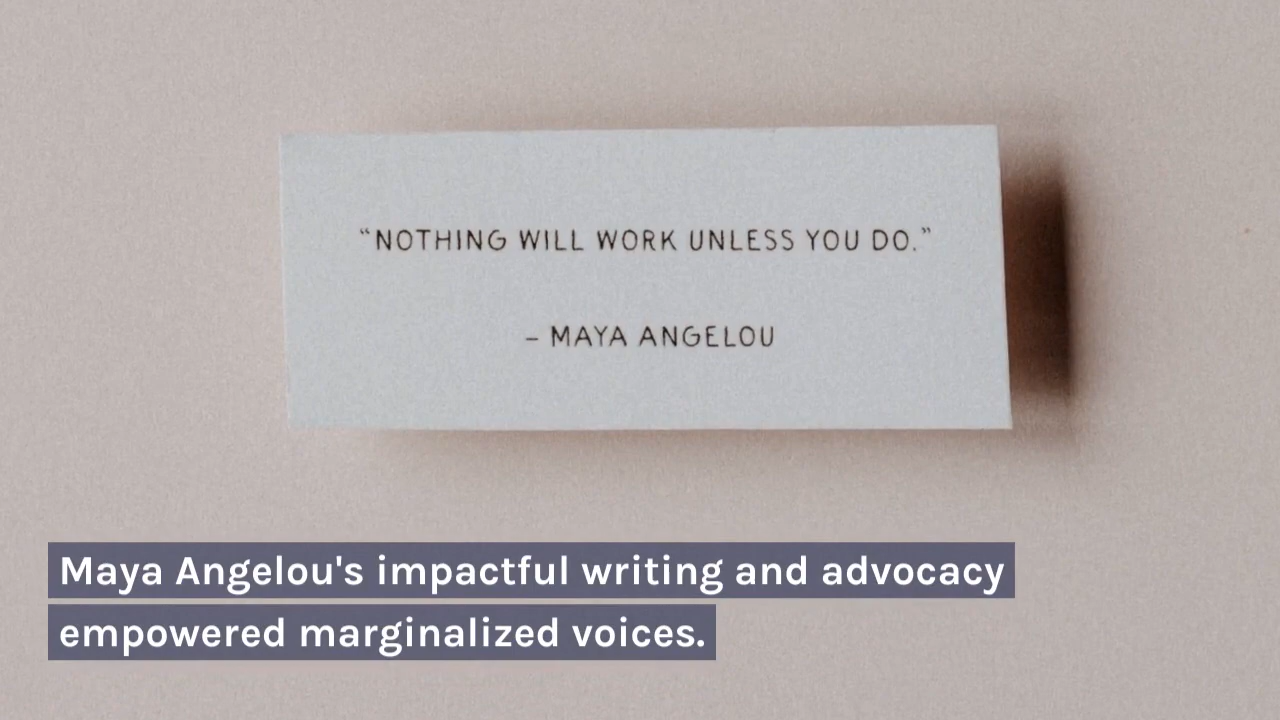 “NOTHING WILL WORK UNLESS YOU DO.”
– MAYA ANGELOU
Maya Angelou's impactful writing and advocacy
empowered marginalized voices.